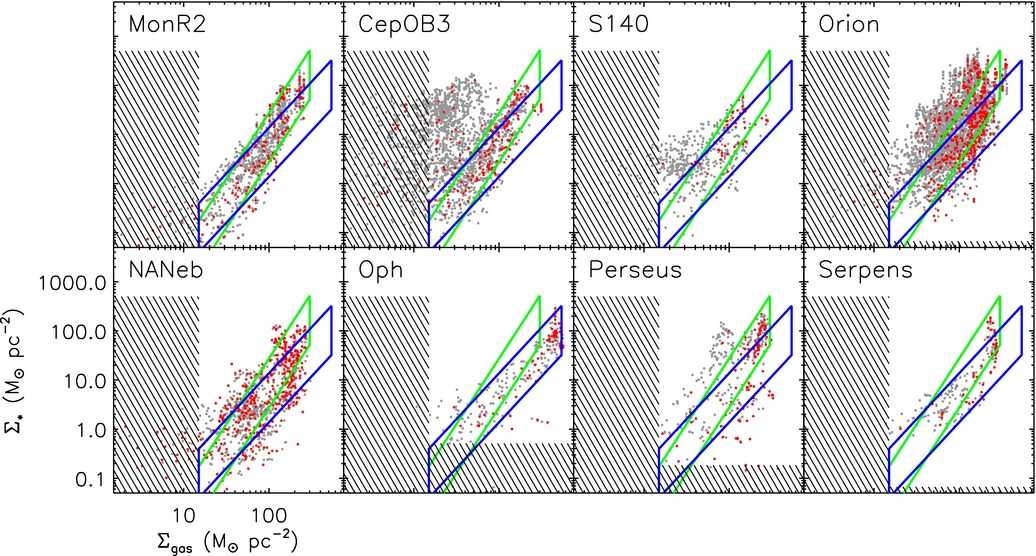 MonR2 CepOB3 S140 Orion
NANeb Oph Perseus Serpens
1000.0
100.0
10.0
1.0
0.1
Σ* (M⊙ pc⁻²)
10 100
Σgas (M⊙ pc⁻²)